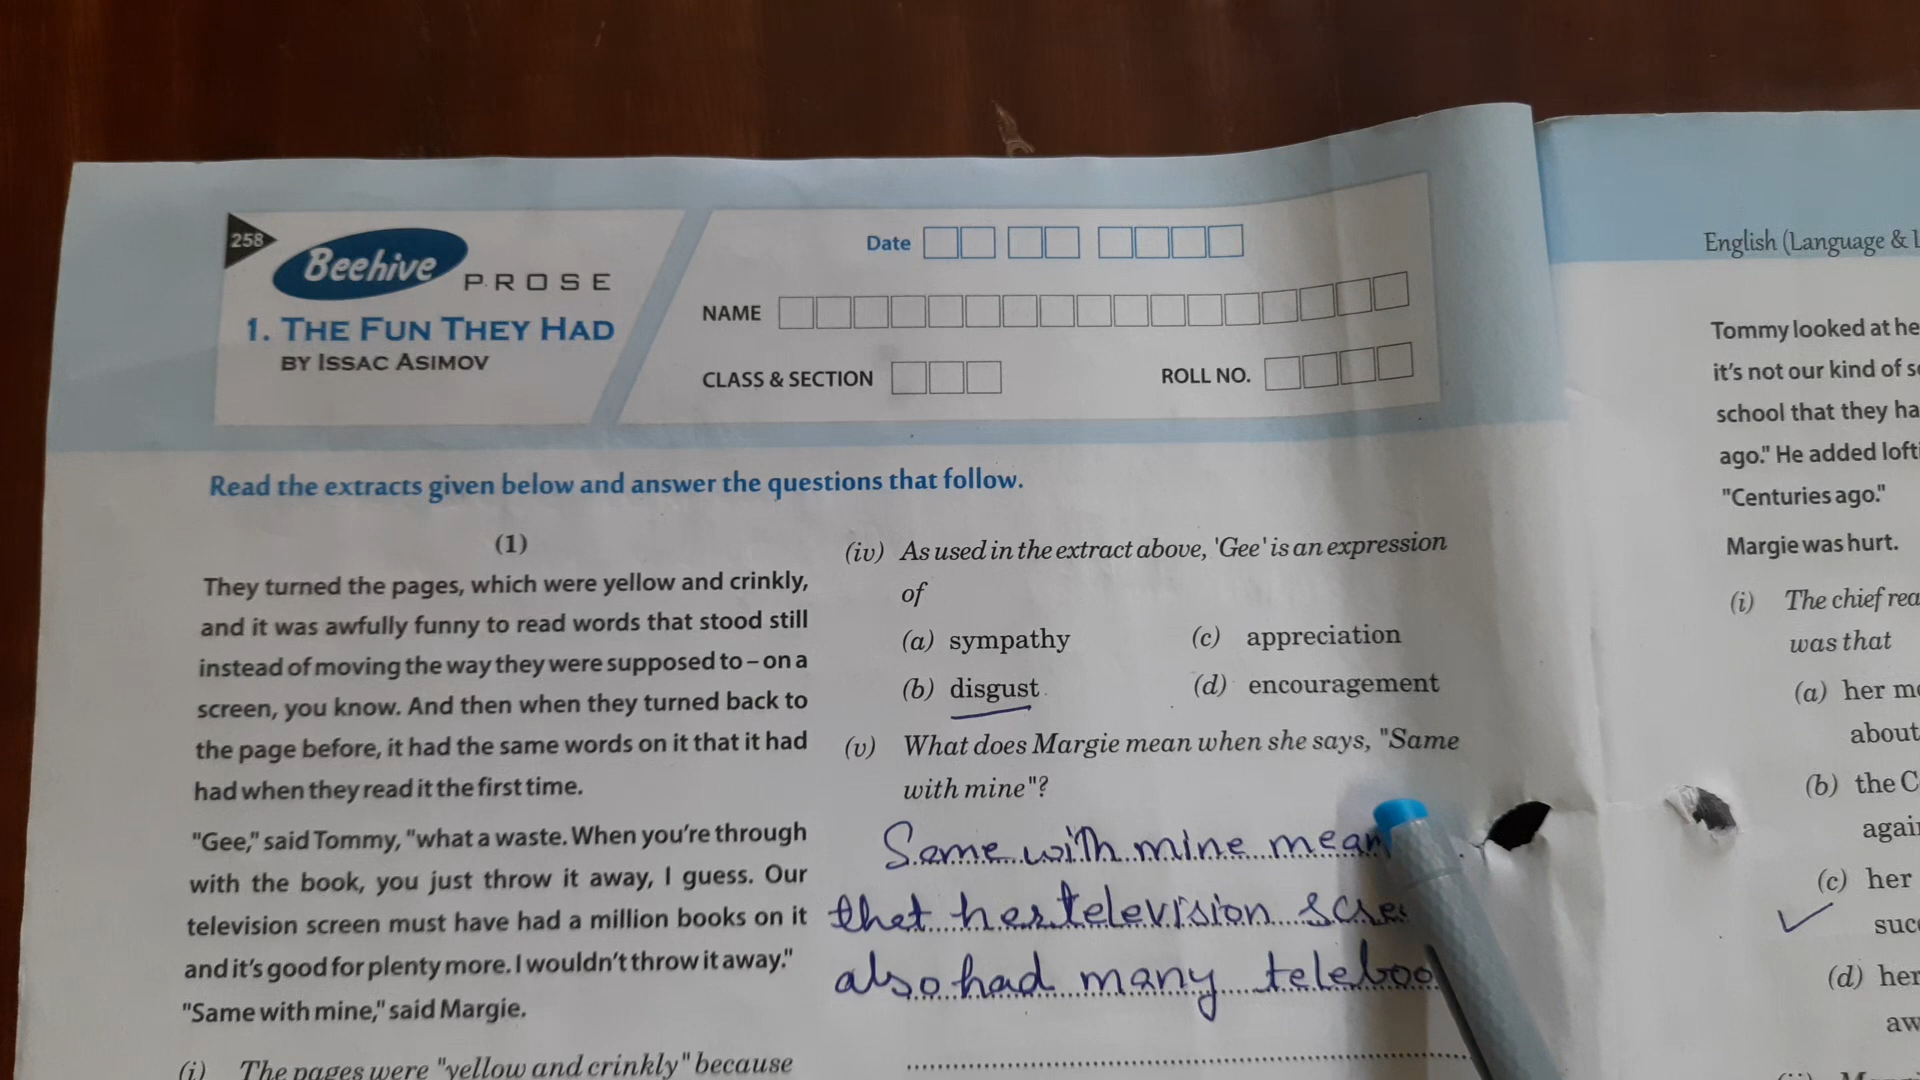 258
Beehive PROSE
1. THE FUN THEY HAD
BY ISSAC ASIMOV
Date
NAME
CLASS & SECTION
ROLL NO.
Read the extracts given below and answer the questions that follow.
(1)
They turned the pages, which were yellow and crinkly,
and it was awfully funny to read words that stood still
instead of moving the way they were supposed to – on a
screen, you know. And then when they turned back to
the page before, it had the same words on it that it had
had when they read it the first time.
"Gee," said Tommy, "what a waste. When you're through
with the book, you just throw it away, I guess. Our
television screen must have had a million books on it
and it's good for plenty more. I wouldn't throw it away."
"Same with mine," said Margie.
(i) The pages were "yellow and crinkly" because
(iv) As used in the extract above, 'Gee' is an expression
of
(a) sympathy
(c) appreciation
(b) disgust
(d) encouragement
(v) What does Margie mean when she says, "Same
with mine"?
Same with mine mean
that her television scre
also had many teleboo
English (Language &
Tommy looked at he
it's not our kind of
school that they ha
ago." He added
"Centuries ago."
Margie was hurt.
(i) The chief
was that
(a) her
about
(b) the
(c) her
(d) her